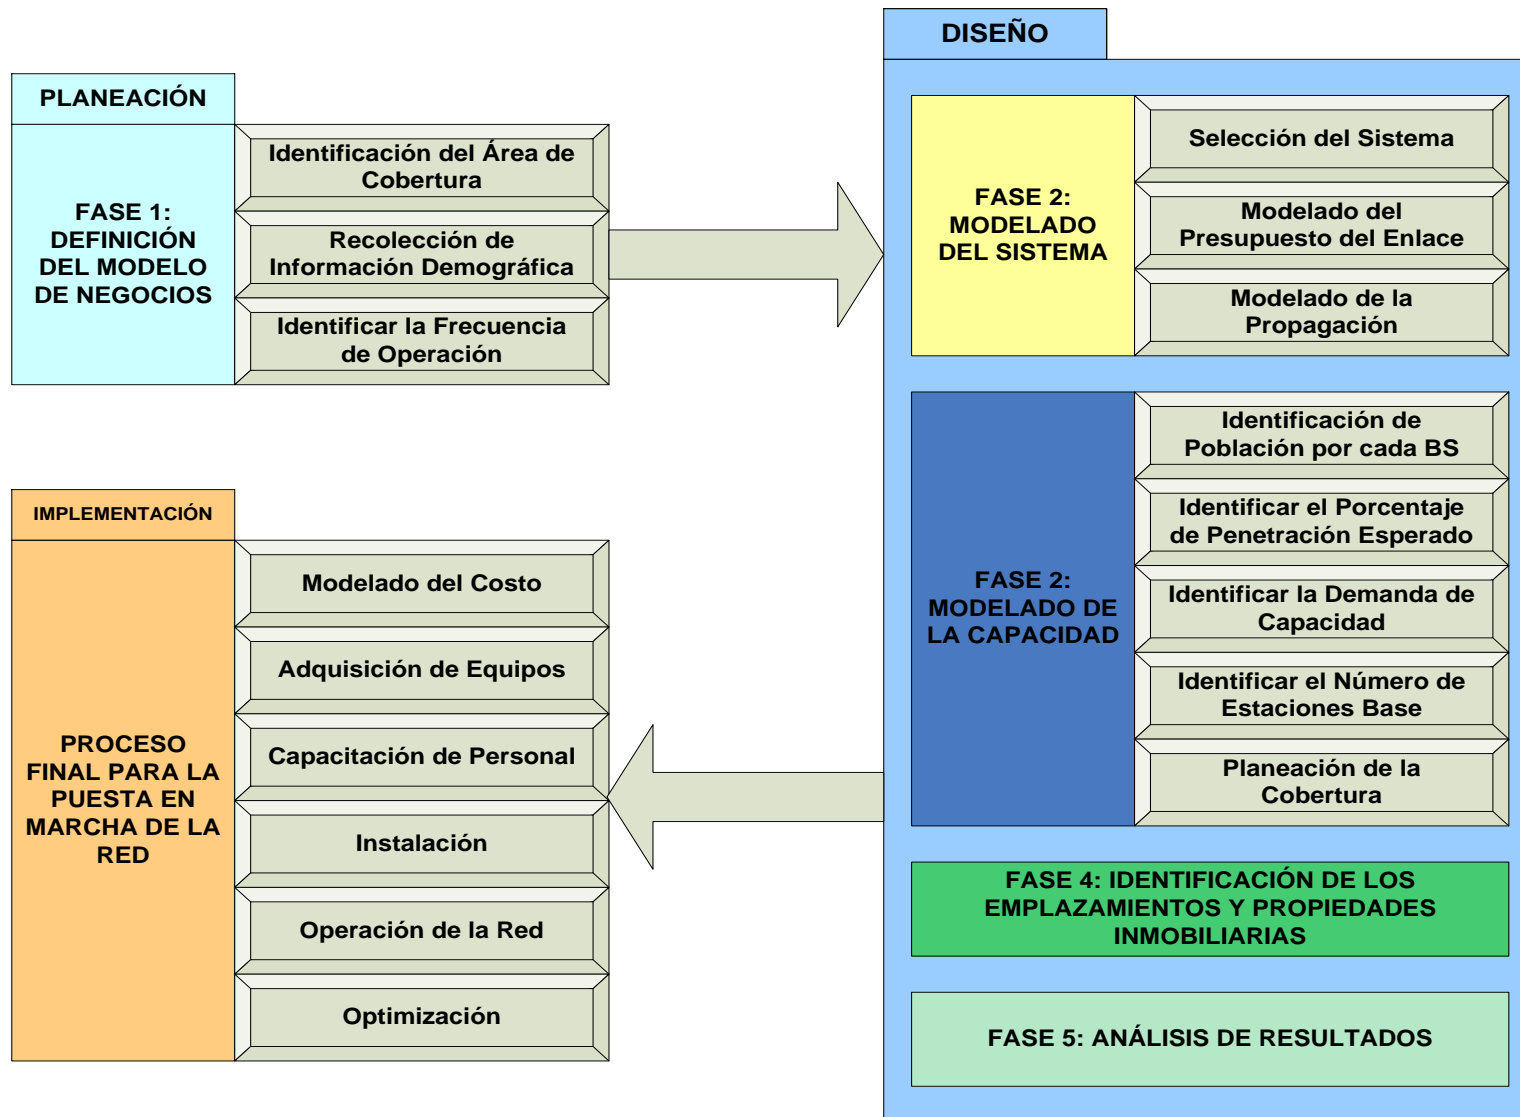 PLANEACIÓN
FASE 1:
DEFINICIÓN
DEL MODELO
DE NEGOCIOS
Identificación del Área de
Cobertura
Recolección de
Información Demográfica
Identificar la Frecuencia
de Operación
DISEÑO
FASE 2:
MODELADO
DEL SISTEMA
Selección del Sistema
Modelado del
Presupuesto del Enlace
Modelado de la
Propagación
FASE 2:
MODELADO DE
LA CAPACIDAD
Identificación de
Población por cada BS
Identificar el Porcentaje
de Penetración Esperado
Identificar la Demanda de
Capacidad
Identificar el Número de
Estaciones Base
Planeación de la
Cobertura
FASE 4: IDENTIFICACIÓN DE LOS
EMPLAZAMIENTOS Y PROPIEDADES
INMOBILIARIAS
FASE 5: ANÁLISIS DE RESULTADOS
IMPLEMENTACIÓN
PROCESO
FINAL PARA LA
PUESTA EN
MARCHA DE LA
RED
Modelado del Costo
Adquisición de Equipos
Capacitación de Personal
Instalación
Operación de la Red
Optimización